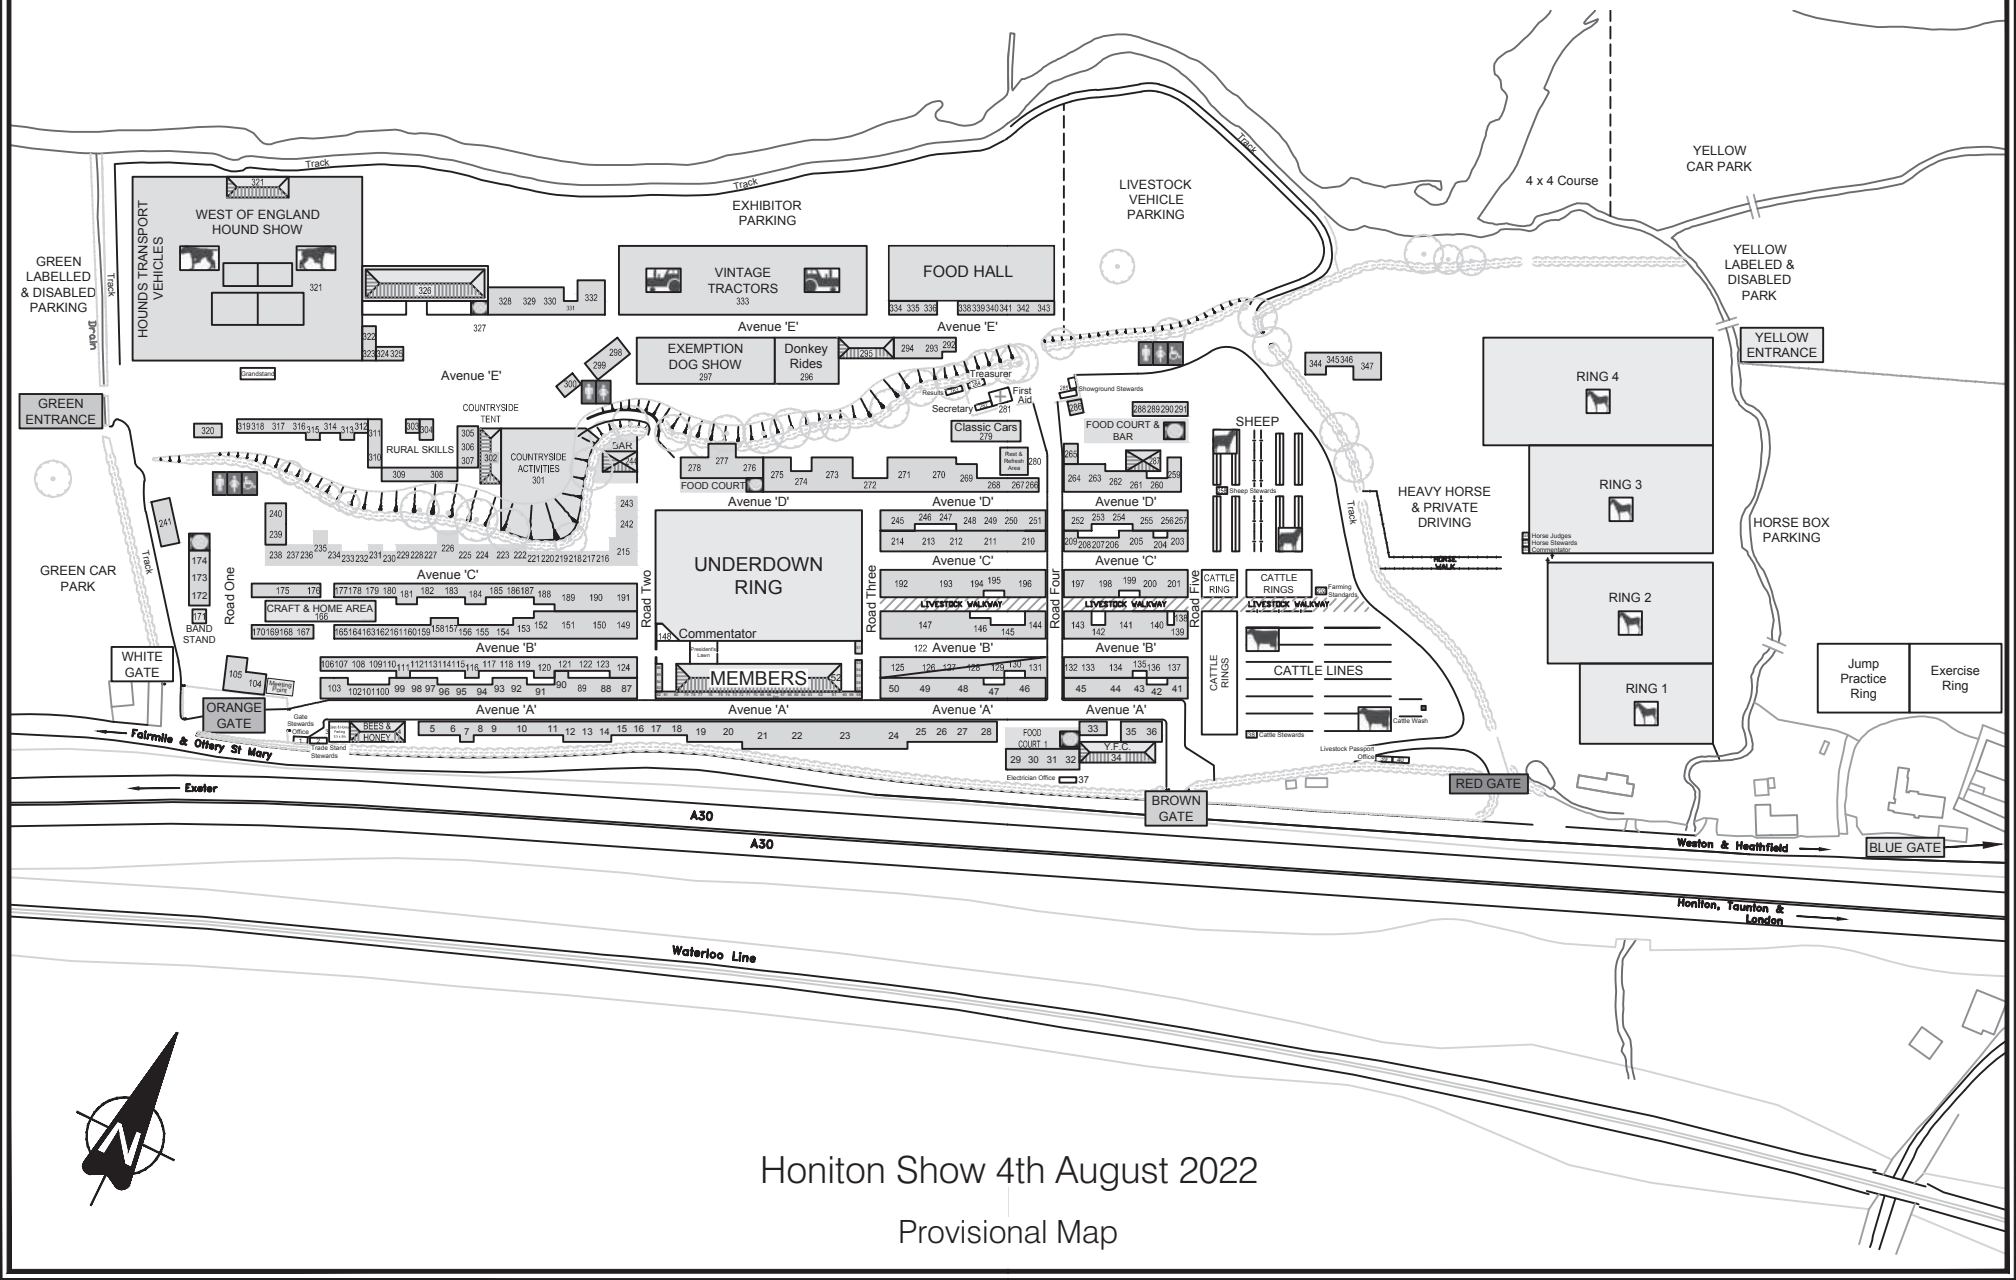 Track
Track
Track
YELLOW
CAR PARK
4 x 4 Course
LIVESTOCK
VEHICLE
PARKING
EXHIBITOR
PARKING
321
WEST OF ENGLAND
HOUND SHOW
321
HOUNDS TRANSPORT
VEHICLES
GREEN
LABELLED
& DISABLED
PARKING
Track
Drain
YELLOW
LABELED &
DISABLED
PARK
326
328 329 330 331 332
327
VINTAGE
TRACTORS
333
FOOD HALL
334 335 336 338 339 340 341 342 343
322
323 324 325
Grandstand
Avenue 'E'
Avenue 'E'
Avenue 'E'
298
299
300
EXEMPTION
DOG SHOW
297
Donkey
Rides
296
295 294 293 292
YELLOW
ENTRANCE
344 345 346 347
RING 4
GREEN
ENTRANCE
Treasurer
Results
Secretary
First
Aid
281
Showground Stewards
286
288 289 290 291
COUNTRYSIDE
TENT
320
319 318 317 316 315 314 313 312 311
310
303 304
RURAL SKILLS
309 308
305
306
307
302
COUNTRYSIDE
ACTIVITIES
301
BAR
244
Classic Cars
279
Rest &
Refresh
Area
280
FOOD COURT &
BAR
287
SHEEP
Sheep Stewards
278 277 276 275 274 273 272 271 270 269 268 267 266
FOOD COURT
265
264 263 262 261 260 259
HEAVY HORSE
& PRIVATE
DRIVING
RING 3
HORSE BOX
PARKING
Horse Judges
Horse Stewards
Commentator
HORSE
WALK
Track
Avenue 'D'
Avenue 'D'
Avenue 'D'
241
240
239
238 237 236 235 234 233 232 231 230 229 228 227 226 225 224 223 222 221 220 219 218 217 216
243
242
215
UNDERDOWN
RING
245 246 247 248 249 250 251
214 213 212 211 210
252 253 254 255 256 257
209 208 207 206 205 204 203
GREEN CAR
PARK
Track
174
173
172
171
BAND
STAND
Road One
Road Two
Road Three
Road Four
Road Five
Avenue 'C'
Avenue 'C'
Avenue 'C'
175 176
177 178 179 180 181 182 183 184 185 186 187 188 189 190 191
192 193 194 195 196
197 198 199 200 201
CATTLE
RING
CATTLE
RINGS
Farming
Standards
CRAFT & HOME AREA
166
LIVESTOCK WALKWAY
LIVESTOCK WALKWAY
LIVESTOCK WALKWAY
RING 2
170 169 168 167
165 164 163 162 161 160 159 158 157 156 155 154 153 152 151 150 149
147 146 145 144
143 142 141 140 139
138
148 Commentator
President's
Lawn
Avenue 'B'
122 Avenue 'B'
Avenue 'B'
WHITE
GATE
105 104
Meeting
Point
106 107 108 109 110 111 112 113 114 115 116 117 118 119 120 121 122 123 124
103 102 101 100 99 98 97 96 95 94 93 92 91 90 89 88 87
MEMBERS
52
125 126 127 128 129 130 131
50 49 48 47 46
132 133 134 135 136 137
45 44 43 42 41
CATTLE
RINGS
CATTLE LINES
Cattle Wash
Cattle Stewards
RING 1
Jump
Practice
Ring
Exercise
Ring
ORANGE
GATE
Avenue 'A'
Avenue 'A'
Avenue 'A'
Avenue 'A'
Gate
Stewards
Office
1 2
Trade Stand
Stewards
BEES &
HONEY
5 6 7 8 9 10 11 12 13 14 15 16 17 18 19 20 21 22 23 24 25 26 27 28
FOOD
COURT 1
29 30 31 32
33
35 36
Y.F.C.
34
Electrician Office
37
Livestock Passport
Office
RED GATE
BROWN
GATE
BLUE GATE
Fairmile & Ottery St Mary
Exeter
A30
A30
Weston & Heathfield
Honiton, Taunton &
London
Waterloo Line
N
Honiton Show 4th August 2022
Provisional Map